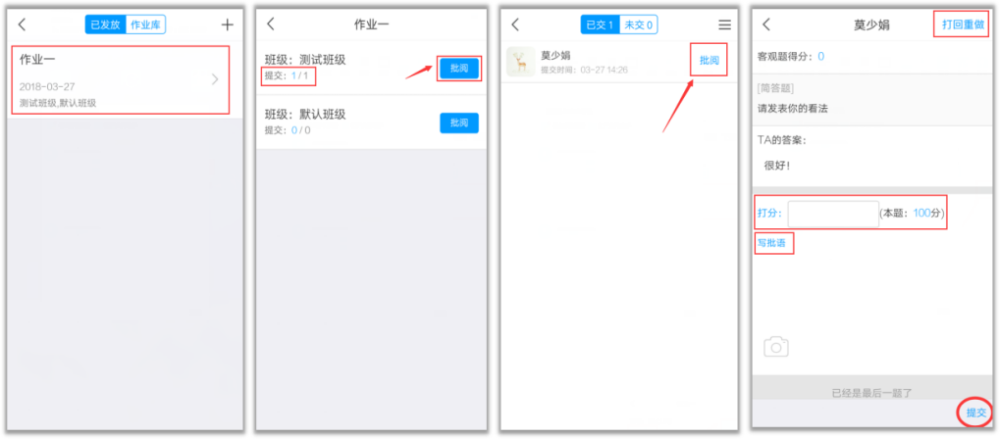 已发放 作业库
作业一
2018-03-27
测试班级,默认班级
作业一
班级：测试班级
提交：1 / 1
批阅
班级：默认班级
提交：0 / 0
批阅
已交 1 未交 0
莫少娟
提交时间：03-27 14:26
批阅
莫少娟 打回重做
客观题得分：0
[简答题]
请发表你的看法
TA的答案：
很好！
打分： (本题：100分)
写批语
已经是最后一题了
提交